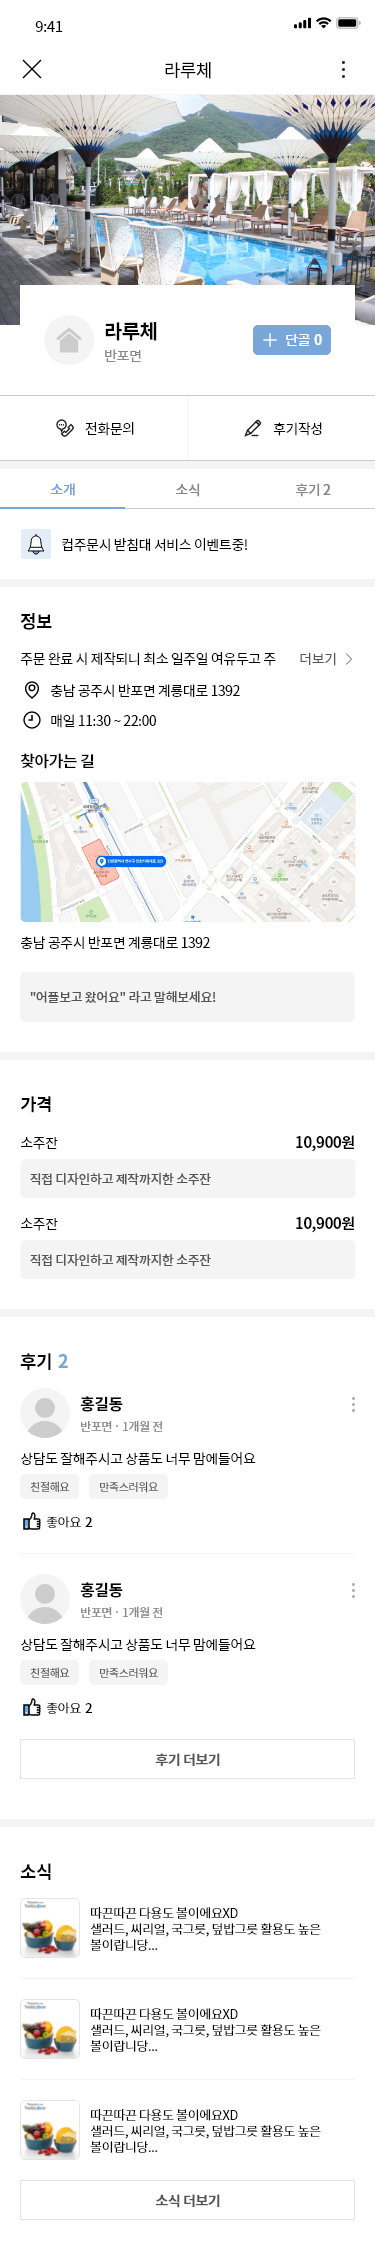 9:41
라루체
라루체
반포면
단골 0
전화문의
후기작성
소개
소식
후기 2
컵주문시 받침대 서비스 이벤트중!
정보
주문 완료 시 제작되니 최소 일주일 여유두고 주
더보기
충남 공주시 반포면 계룡대로 1392
매일 11:30 ~ 22:00
찾아가는 길
충남 공주시 반포면 계룡대로 1392
"어플보고 왔어요" 라고 말해보세요!
가격
소주잔 10,900원
직접 디자인하고 제작까지한 소주잔
소주잔 10,900원
직접 디자인하고 제작까지한 소주잔
후기 2
홍길동
반포면 · 1개월 전
상담도 잘해주시고 상품도 너무 맘에들어요
친절해요 만족스러워요
좋아요 2
홍길동
반포면 · 1개월 전
상담도 잘해주시고 상품도 너무 맘에들어요
친절해요 만족스러워요
좋아요 2
후기 더보기
소식
따끈따끈 다용도 볼이에요XD
샐러드, 씨리얼, 국그릇, 덮밥그릇 활용도 높은
볼이랍니당...
따끈따끈 다용도 볼이에요XD
샐러드, 씨리얼, 국그릇, 덮밥그릇 활용도 높은
볼이랍니당...
따끈따끈 다용도 볼이에요XD
샐러드, 씨리얼, 국그릇, 덮밥그릇 활용도 높은
볼이랍니당...
소식 더보기